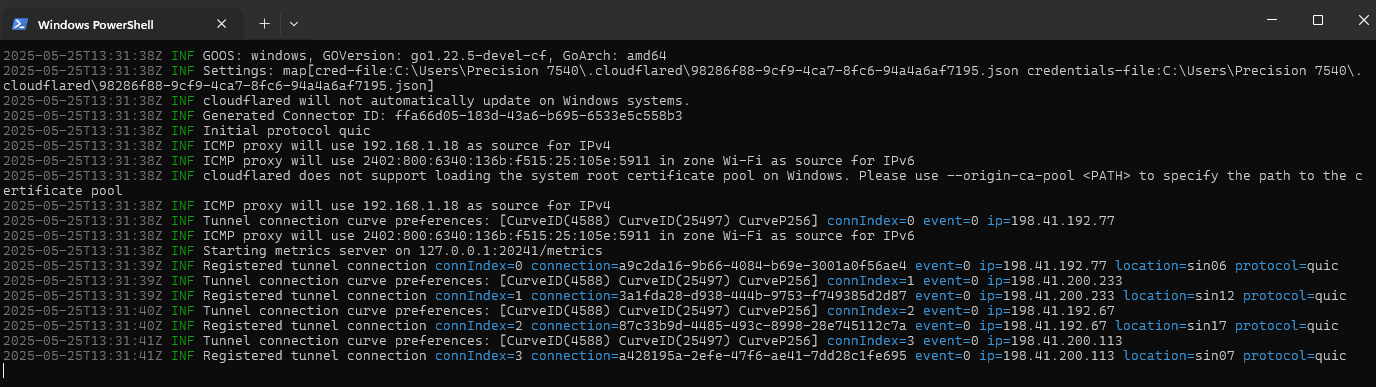 Windows PowerShell
2025-05-25T13:31:38Z INF GOOS: windows, GOVersion: go1.22.5-devel-cf, GoArch: amd64
2025-05-25T13:31:38Z INF Settings: map[cred-file:C:\Users\Precision 7540\.cloudflared\98286f88-9cf9-4ca7-8fc6-94a4a6af7195.json credentials-file:C:\Users\Precision 7540\.
cloudflared\98286f88-9cf9-4ca7-8fc6-94a4a6af7195.json]
2025-05-25T13:31:38Z INF cloudflared will not automatically update on Windows systems.
2025-05-25T13:31:38Z INF Generated Connector ID: ffa66d05-183d-43a6-b695-6533e5c558b3
2025-05-25T13:31:38Z INF Initial protocol quic
2025-05-25T13:31:38Z INF ICMP proxy will use 192.168.1.18 as source for IPv4
2025-05-25T13:31:38Z INF ICMP proxy will use 2402:800:6340:136b:f515:25:105e:5911 in zone Wi-Fi as source for IPv6
2025-05-25T13:31:38Z INF cloudflared does not support loading the system root certificate pool on Windows. Please use --origin-ca-pool <PATH> to specify the path to the c
ertificate pool
2025-05-25T13:31:38Z INF ICMP proxy will use 192.168.1.18 as source for IPv4
2025-05-25T13:31:38Z INF Tunnel connection curve preferences: [CurveID(4588) CurveID(25497) CurveP256] connIndex=0 event=0 ip=198.41.192.77
2025-05-25T13:31:38Z INF ICMP proxy will use 2402:800:6340:136b:f515:25:105e:5911 in zone Wi-Fi as source for IPv6
2025-05-25T13:31:38Z INF Starting metrics server on 127.0.0.1:20241/metrics
2025-05-25T13:31:39Z INF Registered tunnel connection connIndex=0 connection=a9c2da16-9b66-4084-b69e-3001a0f56ae4 event=0 ip=198.41.192.77 location=sin06 protocol=quic
2025-05-25T13:31:39Z INF Tunnel connection curve preferences: [CurveID(4588) CurveID(25497) CurveP256] connIndex=1 event=0 ip=198.41.200.233
2025-05-25T13:31:39Z INF Registered tunnel connection connIndex=1 connection=3a1fda28-d938-444b-9753-f749385d2d87 event=0 ip=198.41.200.233 location=sin12 protocol=quic
2025-05-25T13:31:40Z INF Tunnel connection curve preferences: [CurveID(4588) CurveID(25497) CurveP256] connIndex=2 event=0 ip=198.41.192.67
2025-05-25T13:31:40Z INF Registered tunnel connection connIndex=2 connection=87c33b9d-4485-493c-8998-28e745112c7a event=0 ip=198.41.192.67 location=sin17 protocol=quic
2025-05-25T13:31:41Z INF Tunnel connection curve preferences: [CurveID(4588) CurveID(25497) CurveP256] connIndex=3 event=0 ip=198.41.200.113
2025-05-25T13:31:41Z INF Registered tunnel connection connIndex=3 connection=a428195a-2efe-47f6-ae41-7dd28c1fe695 event=0 ip=198.41.200.113 location=sin07 protocol=quic